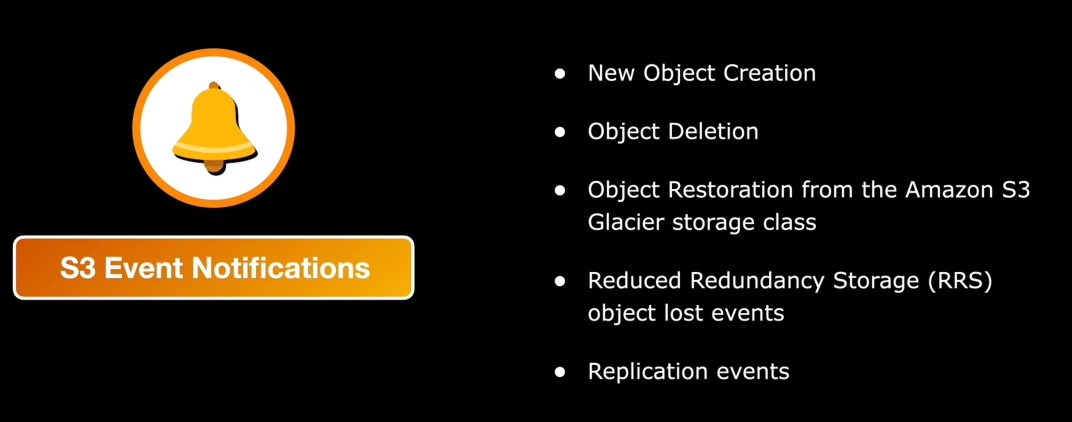 S3 Event Notifications
● New Object Creation
● Object Deletion
● Object Restoration from the Amazon S3
Glacier storage class
● Reduced Redundancy Storage (RRS)
object lost events
● Replication events